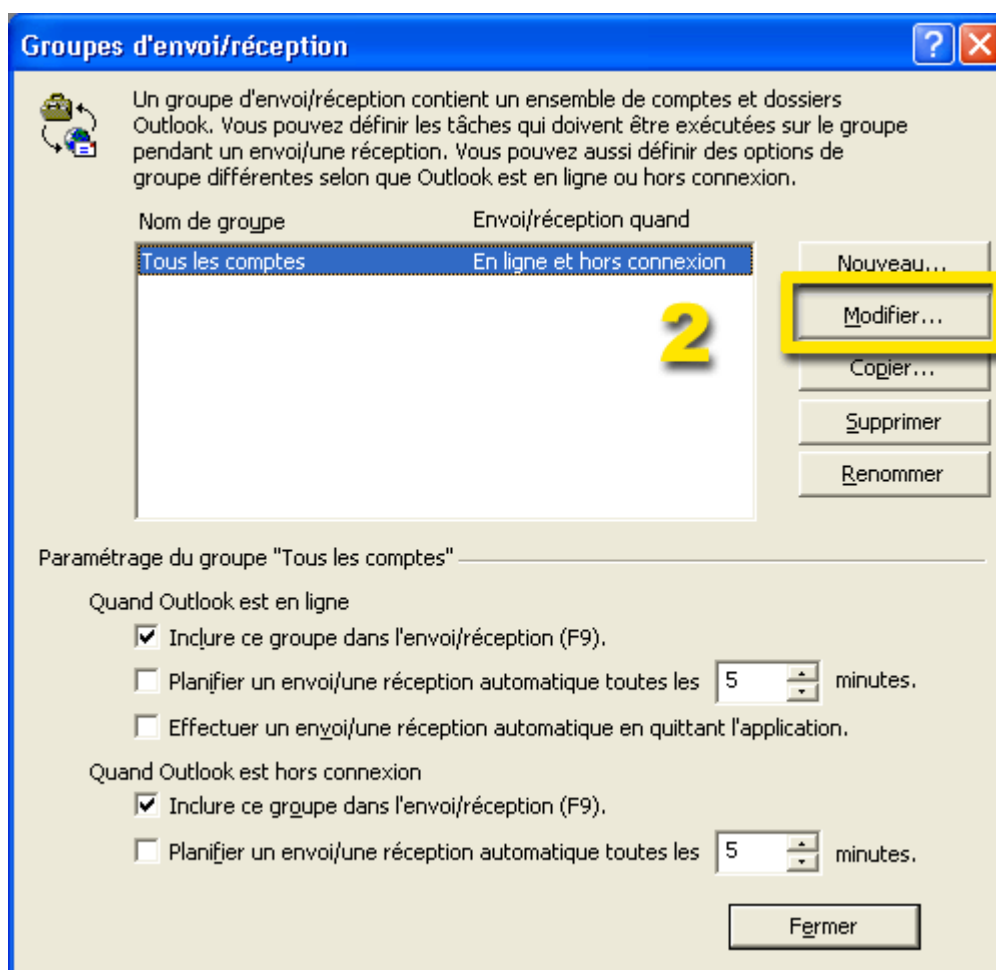 Groupes d'envoi/réception
Un groupe d'envoi/réception contient un ensemble de comptes et dossiers
Outlook. Vous pouvez définir les tâches qui doivent être exécutées sur le groupe
pendant un envoi/une réception. Vous pouvez aussi définir des options de
groupe différentes selon que Outlook est en ligne ou hors connexion.
Nom de groupe Envoi/réception quand
Tous les comptes En ligne et hors connexion
Nouveau...
2
Modifier...
Copier...
Supprimer
Renommer
Paramétrage du groupe "Tous les comptes"
Quand Outlook est en ligne
Inclure ce groupe dans l'envoi/réception (F9).
Planifier un envoi/une réception automatique toutes les 5 minutes.
Effectuer un envoi/une réception automatique en quittant l'application.
Quand Outlook est hors connexion
Inclure ce groupe dans l'envoi/réception (F9).
Planifier un envoi/une réception automatique toutes les 5 minutes.
Fermer